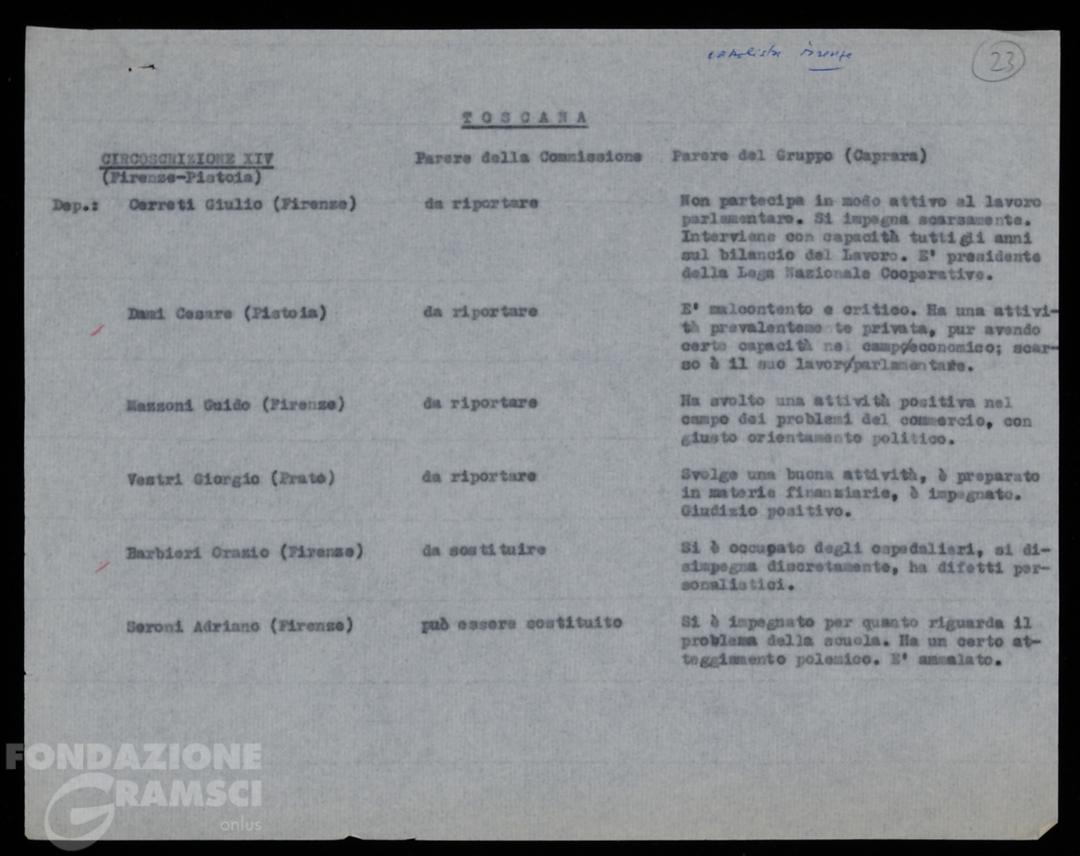 capolista Firenze
23
TOSCANA
CIRCOSCRIZIONE XIV
(Firenze-Pistoia)
Parere della Commissione
Parere del Gruppo (Caprara)
Dep.: Cerreti Giulio (Firenze)
da riportare
Non partecipa in modo attivo al lavoro
parlamentare. Si impegna scarsamente.
Interviene con capacità tutti gli anni
sul bilancio del Lavoro. E' presidente
della Lega Nazionale Cooperative.
Dami Cesare (Pistoia)
da riportare
E' malcontento e critico. Ha una attivi-
tà prevalenteme te privata, pur avendo
certe capacità nel campo/economico; scar-
so è il suo lavoro/parlamentare.
Mazzoni Guido (Firenze)
da riportare
Ha svolto una attività positiva nel
campo dei problemi del commercio, con
giusto orientamento politico.
Vestri Giorgio (Prato)
da riportare
Svolge una buona attività, è preparato
in materia finanziaria, è impegnato.
Giudizio positivo.
Barbieri Orazio (Firenze)
da sostituire
Si è occupato degli ospedalieri, si di-
simpegna discretamente, ha difetti per-
sonalistici.
Seroni Adriano (Firenze)
può essere sostituito
Si è impegnato per quanto riguarda il
problema della scuola. Ha un certo at-
teggiamento polemico. E' ammalato.
FONDAZIONE
GRAMSCI
onlus